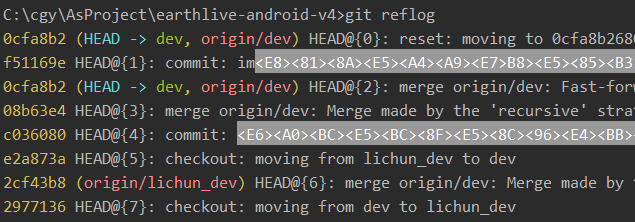 C:\cgy\AsProject\earthlive-android-v4>git reflog
0cfa8b2 (HEAD -> dev, origin/dev) HEAD@{0}: reset: moving to 0cfa8b268
f51169e HEAD@{1}: commit: im<E8><81><8A><E5><A4><A9><E7><B8><E5><85><B3
0cfa8b2 (HEAD -> dev, origin/dev) HEAD@{2}: merge origin/dev: Fast-for
08b63e4 HEAD@{3}: merge origin/dev: Merge made by the 'recursive' stra
c036080 HEAD@{4}: commit: <E6><A0><BC><E5><BC><8F><E5><8C><96><E4><BB>
e2a873a HEAD@{5}: checkout: moving from lichun_dev to dev
2cf43b8 (origin/lichun_dev) HEAD@{6}: merge origin/dev: Merge made by
2977136 HEAD@{7}: checkout: moving from dev to lichun_dev